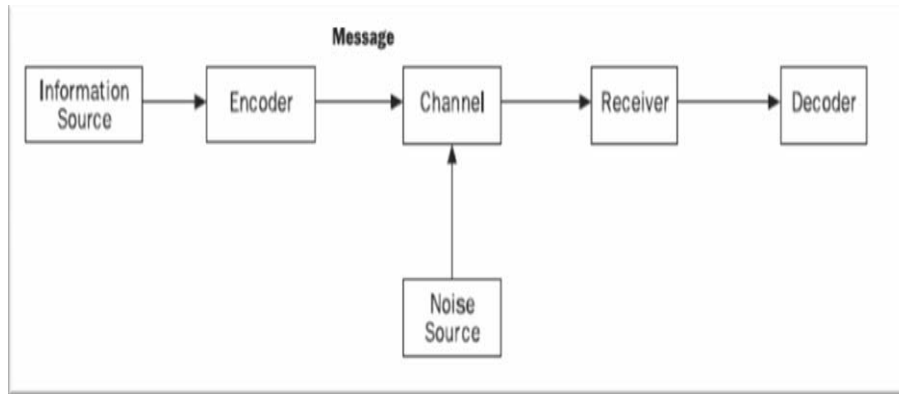 Message
Information
Source
Encoder
Channel
Receiver
Decoder
Noise
Source